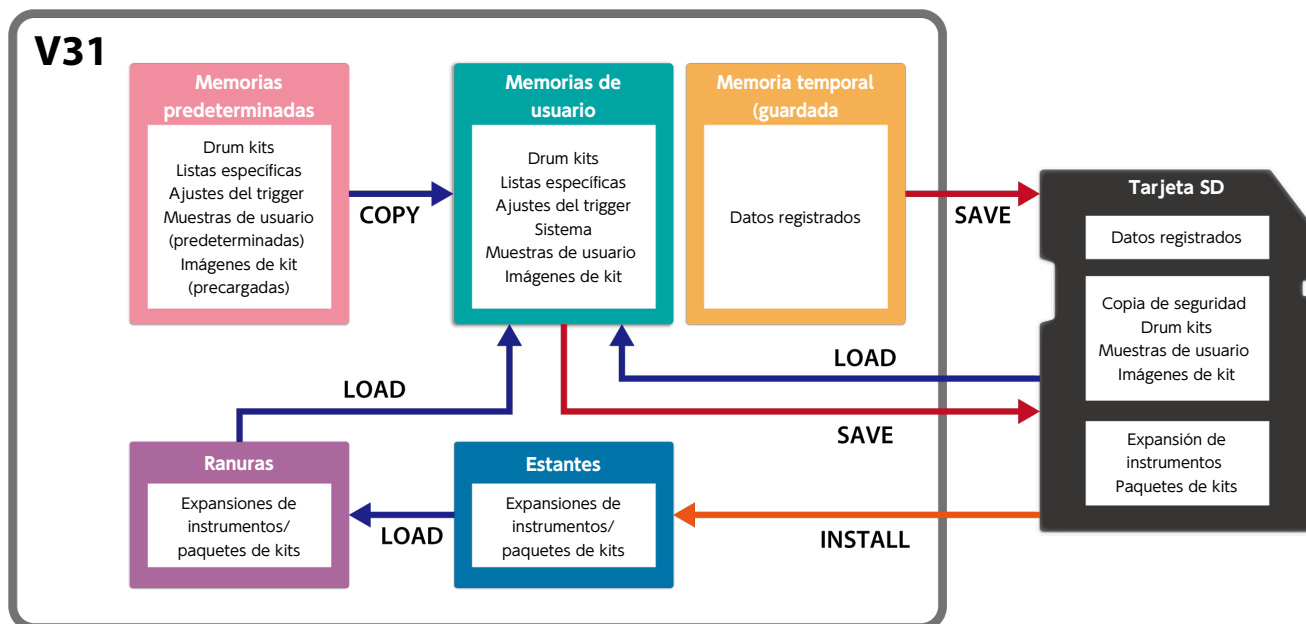 V31
Memorias
predeterminadas
Drum kits
Listas específicas
Ajustes del trigger
Muestras de usuario
(predeterminadas)
Imágenes de kit
(precargadas)
COPY
Memorias de
usuario
Drum kits
Listas específicas
Ajustes del trigger
Sistema
Muestras de usuario
Imágenes de kit
Memoria temporal
(guardada
Datos registrados
SAVE
Tarjeta SD
Datos registrados
Copia de seguridad
Drum kits
Muestras de usuario
Imágenes de kit
Expansión de
instrumentos
Paquetes de kits
LOAD
LOAD
SAVE
Ranuras
Expansiones de
instrumentos/
paquetes de kits
LOAD
Estantes
Expansiones de
instrumentos/
paquetes de kits
INSTALL